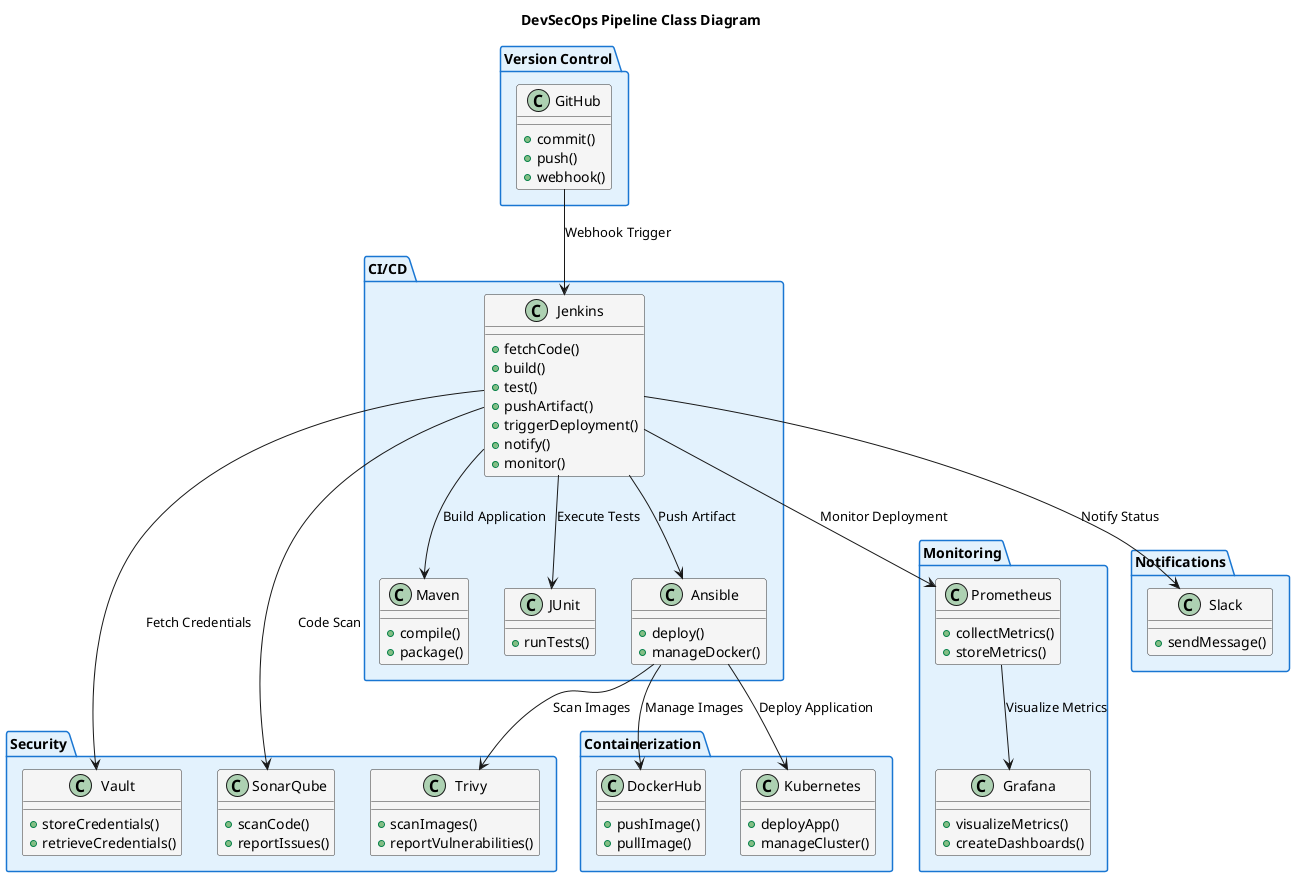 DevSecOps Pipeline Class Diagram
Version Control
C GitHub
commit()
push()
webhook()
Webhook Trigger
CI/CD
C Jenkins
fetchCode()
build()
test()
pushArtifact()
triggerDeployment()
notify()
monitor()
Build Application
Execute Tests
Push Artifact
Monitor Deployment
Notify Status
Fetch Credentials
Code Scan
C Maven
compile()
package()
C JUnit
runTests()
C Ansible
deploy()
manageDocker()
Monitoring
C Prometheus
collectMetrics()
storeMetrics()
Notifications
C Slack
sendMessage()
Scan Images
Manage Images
Deploy Application
Visualize Metrics
Security
C Vault
storeCredentials()
retrieveCredentials()
C SonarQube
scanCode()
reportIssues()
C Trivy
scanImages()
reportVulnerabilities()
Containerization
C DockerHub
pushImage()
pullImage()
C Kubernetes
deployApp()
manageCluster()
C Grafana
visualizeMetrics()
createDashboards()